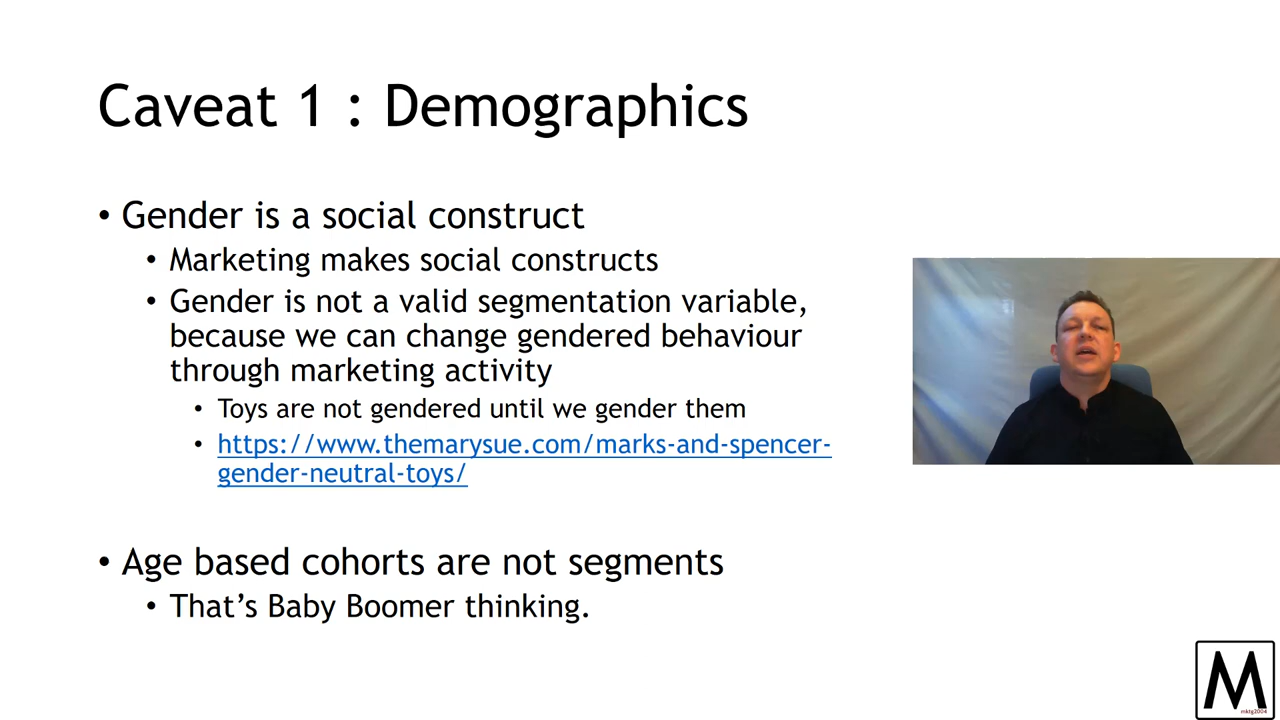 Caveat 1 : Demographics
• Gender is a social construct
• Marketing makes social constructs
• Gender is not a valid segmentation variable,
because we can change gendered behaviour
through marketing activity
• Toys are not gendered until we gender them
• https://www.themarysue.com/marks-and-spencer-
gender-neutral-toys/
• Age based cohorts are not segments
• That’s Baby Boomer thinking.
M
mktg2004